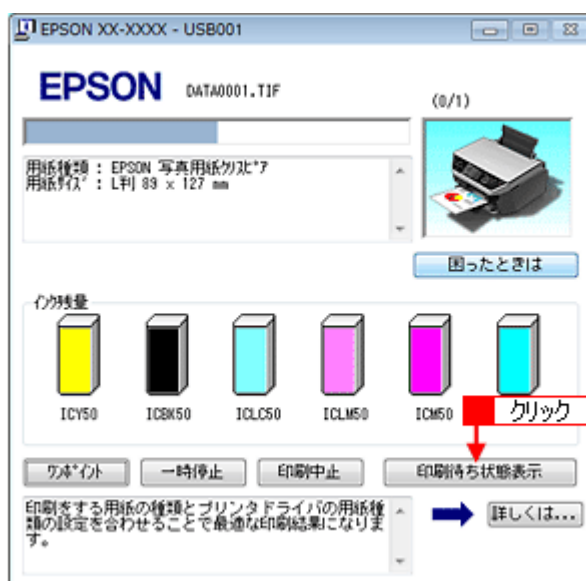 EPSON XX-XXXX - USB001
EPSON DATA0001.TIF
(0/1)
用紙種類 : EPSON 写真用紙ｸﾘｽﾋﾟｱ
用紙ｻｲｽﾞ : L判 89 x 127 mm
困ったときは
ｲﾝｸ残量
ICY50 ICBK50 ICLC50 ICLM50 ICM50
クリック
ﾜﾝﾎﾟｲﾝﾄ 一時停止 印刷中止 印刷待ち状態表示
印刷をする用紙の種類とプリンタドライバの用紙種
類の設定を合わせることで最適な印刷結果になりま
す。
詳しくは...